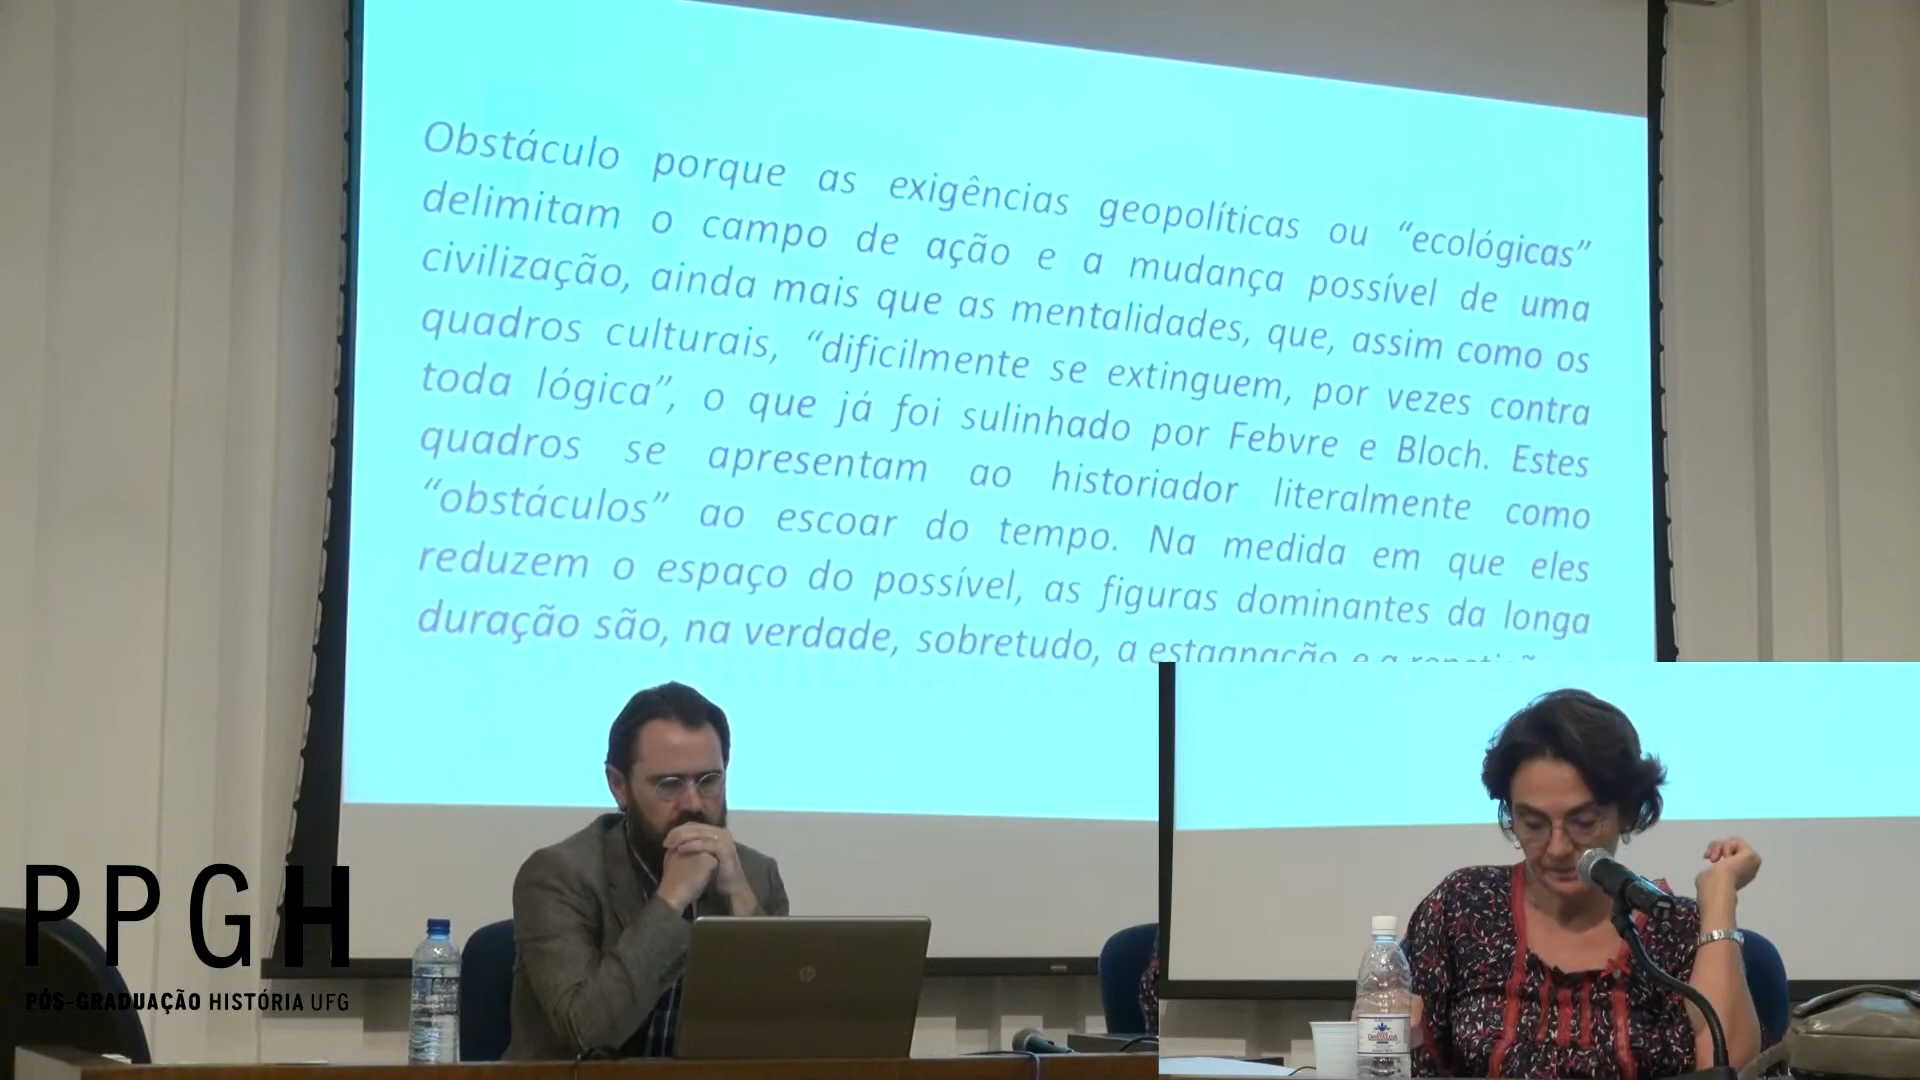 Obstáculo porque as exigências geopolíticas ou “ecológicas”
delimitam o campo de ação e a mudança possível de uma
civilização, ainda mais que as mentalidades, que, assim como os
quadros culturais, “dificilmente se extinguem, por vezes contra
toda lógica”, o que já foi sulinhado por Febvre e Bloch. Estes
quadros se apresentam ao historiador literalmente como
“obstáculos” ao escoar do tempo. Na medida em que eles
reduzem o espaço do possível, as figuras dominantes da longa
duração são, na verdade, sobretudo, a estagnação e a
PPGH
PÓS-GRADUAÇÃO HISTÓRIA UFG
hp